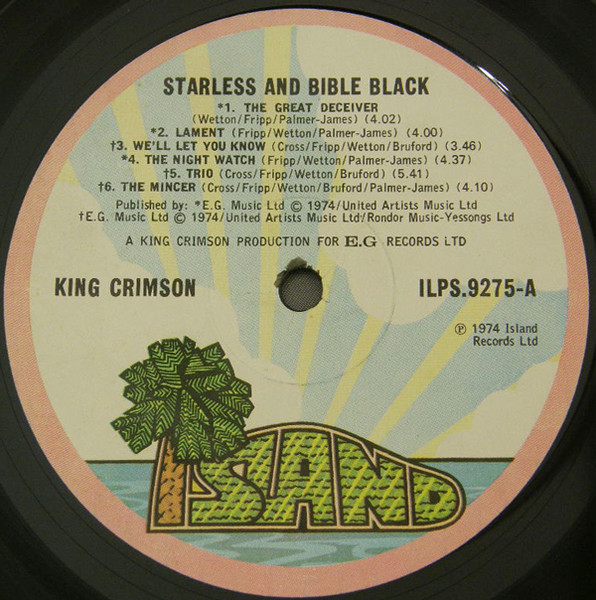 STARLESS AND BIBLE BLACK
*1. THE GREAT DECEIVER
(Wetton/Fripp/Palmer-James) (4.02)
*2. LAMENT (Fripp/Wetton/Palmer-James) (4.00)
†3. WE'LL LET YOU KNOW (Cross/Fripp/Wetton/Bruford) (3.46)
*4. THE NIGHT WATCH (Fripp/Wetton/Palmer-James) (4.37)
†5. TRIO (Cross/Fripp/Wetton/Bruford) (5.41)
†6. THE MINCER (Cross/Fripp/Wetton/Bruford/Palmer-James) (4.10)
Published by: *E.G. Music Ltd © 1974/United Artists Music Ltd
†E.G. Music Ltd © 1974/United Artists Music Ltd/Rondor Music-Yessongs Ltd
A KING CRIMSON PRODUCTION FOR E.G RECORDS LTD
KING CRIMSON
ILPS.9275-A
℗ 1974 Island
Records Ltd
ISLAND